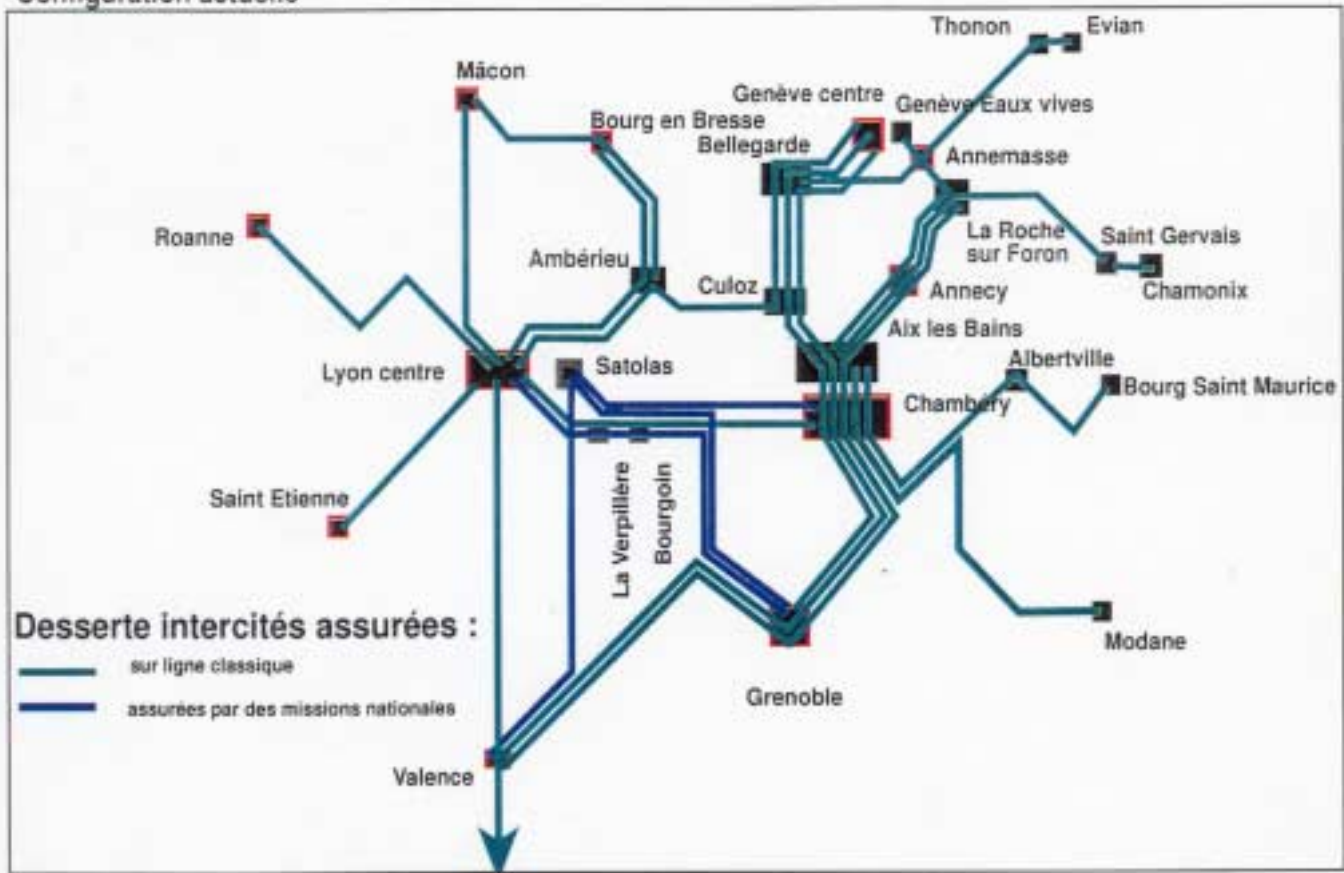 Configuration actuelle
Thonon
Evian
Mâcon
Genève centre
Genève Eaux vives
Bourg en Bresse
Bellegarde
Annemasse
Roanne
La Roche
sur Foron
Saint Gervais
Ambérieu
Culoz
Annecy
Chamonix
Aix les Bains
Lyon centre
Satolas
Albertville
Bourg Saint Maurice
Chambéry
Saint Etienne
La Verpillère
Bourgoin
Desserte intercités assurées :
sur ligne classique
assurées par des missions nationales
Modane
Grenoble
Valence